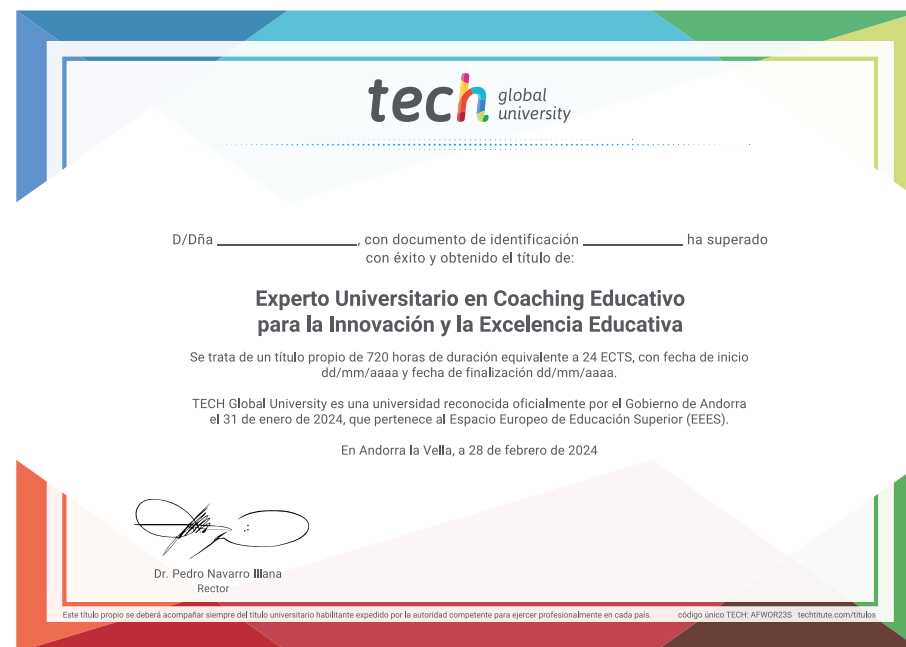 tech global university
D/Dña ____________________, con documento de identificación ______________ ha superado
con éxito y obtenido el título de:
Experto Universitario en Coaching Educativo
para la Innovación y la Excelencia Educativa
Se trata de un título propio de 720 horas de duración equivalente a 24 ECTS, con fecha de inicio
dd/mm/aaaa y fecha de finalización dd/mm/aaaa.
TECH Global University es una universidad reconocida oficialmente por el Gobierno de Andorra
el 31 de enero de 2024, que pertenece al Espacio Europeo de Educación Superior (EEES).
En Andorra la Vella, a 28 de febrero de 2024
Dr. Pedro Navarro Illana
Rector
Este título propio se deberá acompañar siempre del título universitario habilitante expedido por la autoridad competente para ejercer profesionalmente en cada país. código único TECH: AFWOR23S techtitute.com/titulos